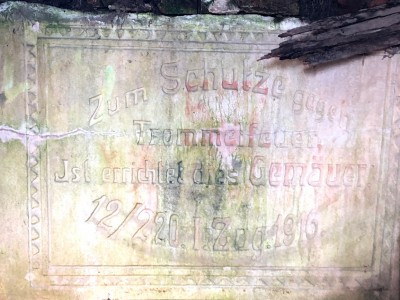 Zum Schutze gegen
Trommelfeuer.
Ist errichtet dies Gemäuer
12/220. I. Zug. 1916.